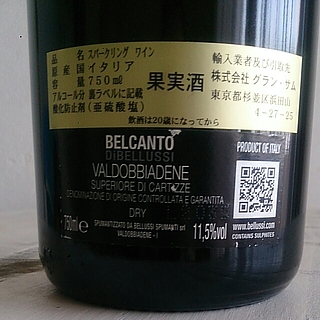 品名 スパークリング ワイン
原産国 イタリア
容量 750㎖
アルコール分 裏ラベルに記載
酸化防止剤(亜硫酸塩)
果実酒
輸入業者及び引取先
株式会社 グラン・サム
東京都杉並区浜田山
4-27-25
飲酒は20歳になってから
BELCANTO
DiBELLUSSI
VALDOBBIADENE
SUPERIORE DI CARTIZZE
DENOMINAZIONE DI ORIGINE CONTROLLATA E GARANTITA
DRY
750ml e
SPUMANTIZZATO DA BELLUSSI SPUMANTI srl
VALDOBBIADENE - I
11,5%vol
PRODUCT OF ITALY
www.bellussi.com
CONTAINS SULPHITES